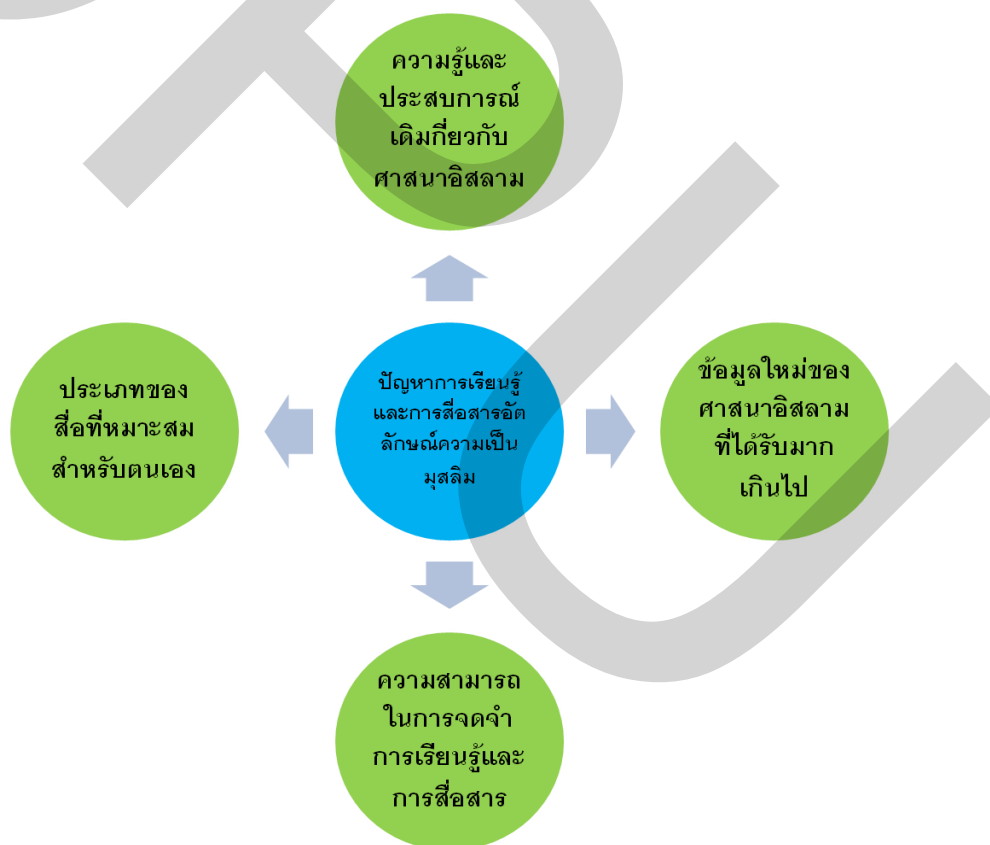 ความรู้และ
ประสบการณ์
เดิมกี่ยวกับ
ศาสนาอิสลาม
ประเภทของ
สื่อที่หมาะสม
สำหรับตนเอง
ปัญหาการเรียนรู้
และการสื่อสารอัต
ลักษณ์ความเป็น
มุสลิม
ข้อมูลใหม่ของ
ศาสนาอิสลาม
ที่ได้รับมาก
เกินไป
ความสามารถ
ในการจดจำ
การเรียนรู้และ
การสื่อสาร